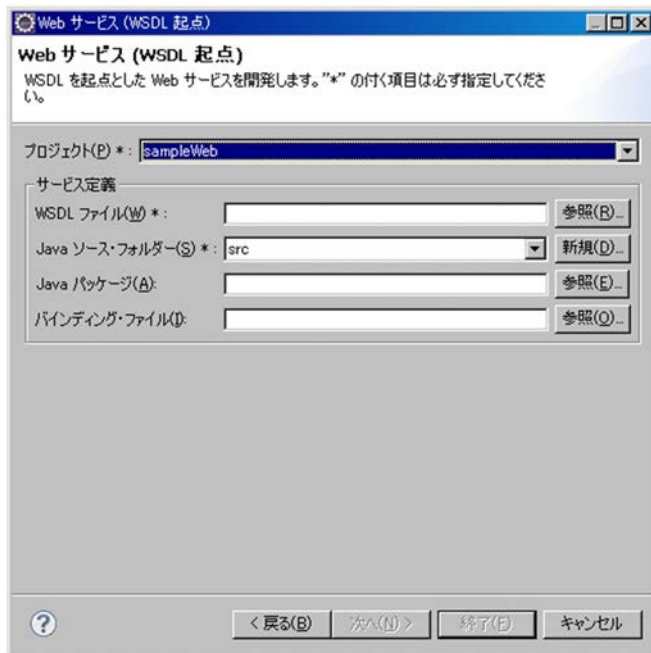 Web サービス (WSDL 起点)
Web サービス (WSDL 起点)
WSDL を起点とした Web サービスを開発します。"*" の付く項目は必ず指定してくださ
い。
プロジェクト(P) * : sampleWeb
サービス定義
WSDL ファイル(W) * : 参照(R)...
Java ソース・フォルダー(S) * : src 新規(D)...
Java パッケージ(A): 参照(E)...
バインディング・ファイル(I): 参照(O)...
? < 戻る(B) 次へ(N) > 終了(F) キャンセル